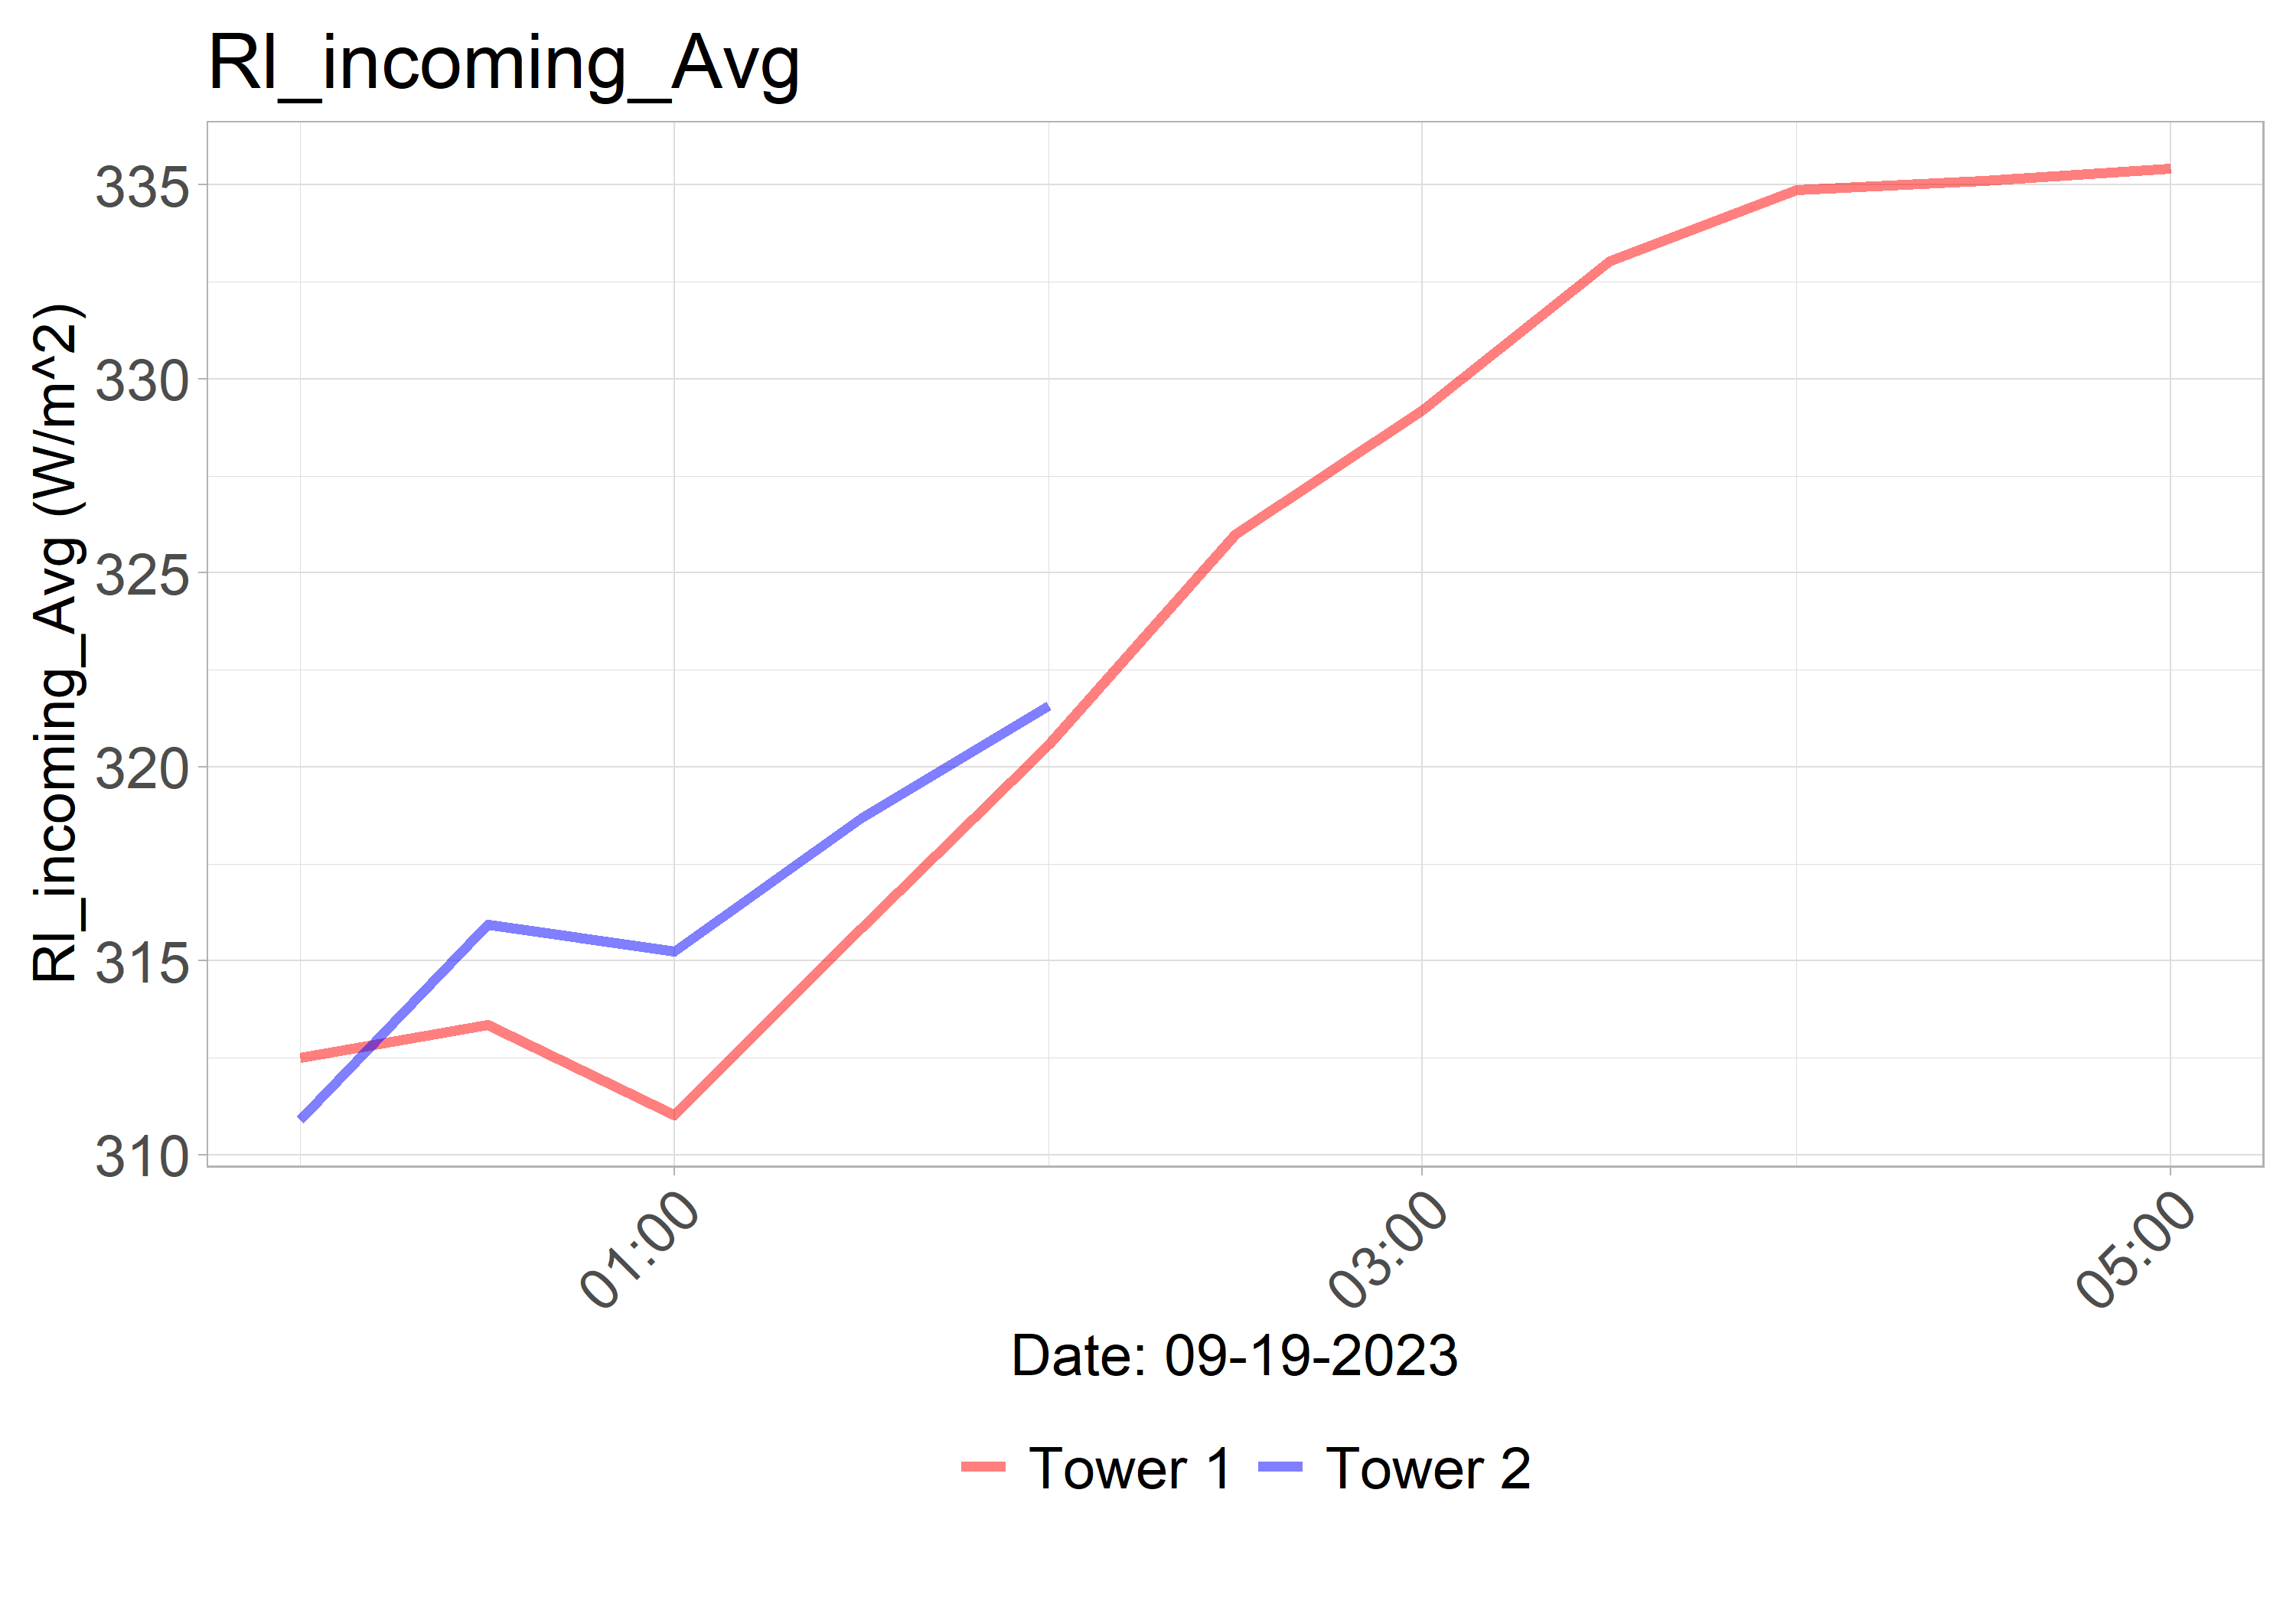 Rl_incoming_Avg
Rl_incoming_Avg (W/m^2)
335
330
325
320
315
310
01:00
03:00
05:00
Date: 09-19-2023
Tower 1
Tower 2